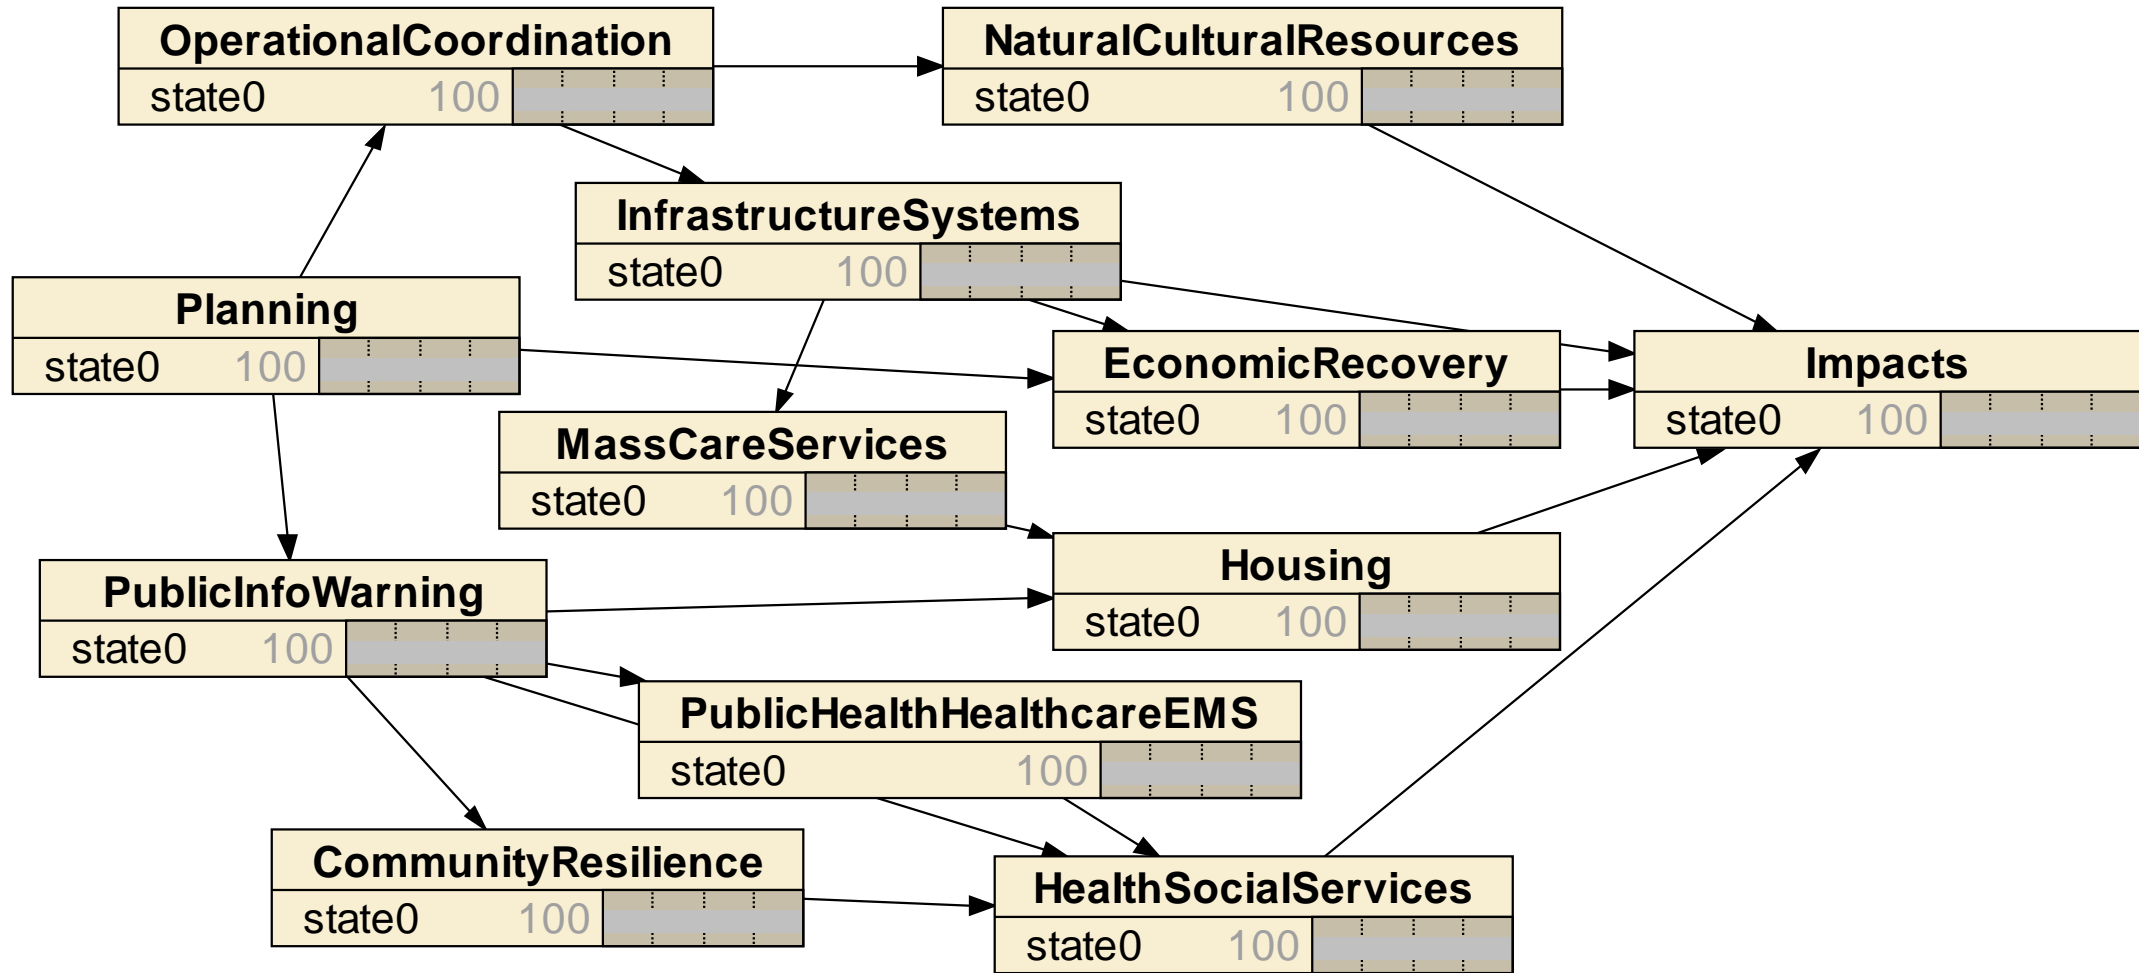 OperationalCoordination
state0 100
NaturalCulturalResources
state0 100
InfrastructureSystems
state0 100
Planning
state0 100
EconomicRecovery
state0 100
Impacts
state0 100
MassCareServices
state0 100
Housing
state0 100
PublicInfoWarning
state0 100
PublicHealthHealthcareEMS
state0 100
CommunityResilience
state0 100
HealthSocialServices
state0 100